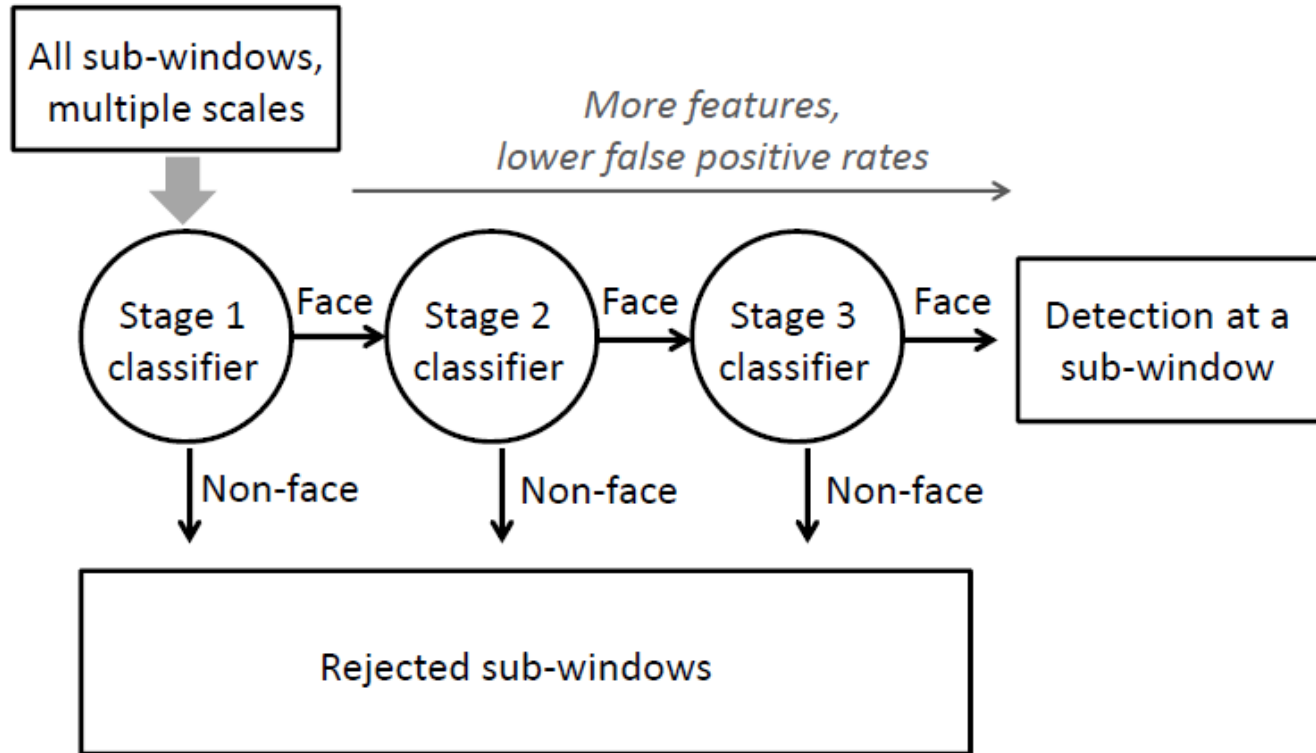 All sub-windows,
multiple scales
More features,
lower false positive rates
Stage 1
classifier
Face
Stage 2
classifier
Face
Stage 3
classifier
Face
Detection at a
sub-window
Non-face
Non-face
Non-face
Rejected sub-windows